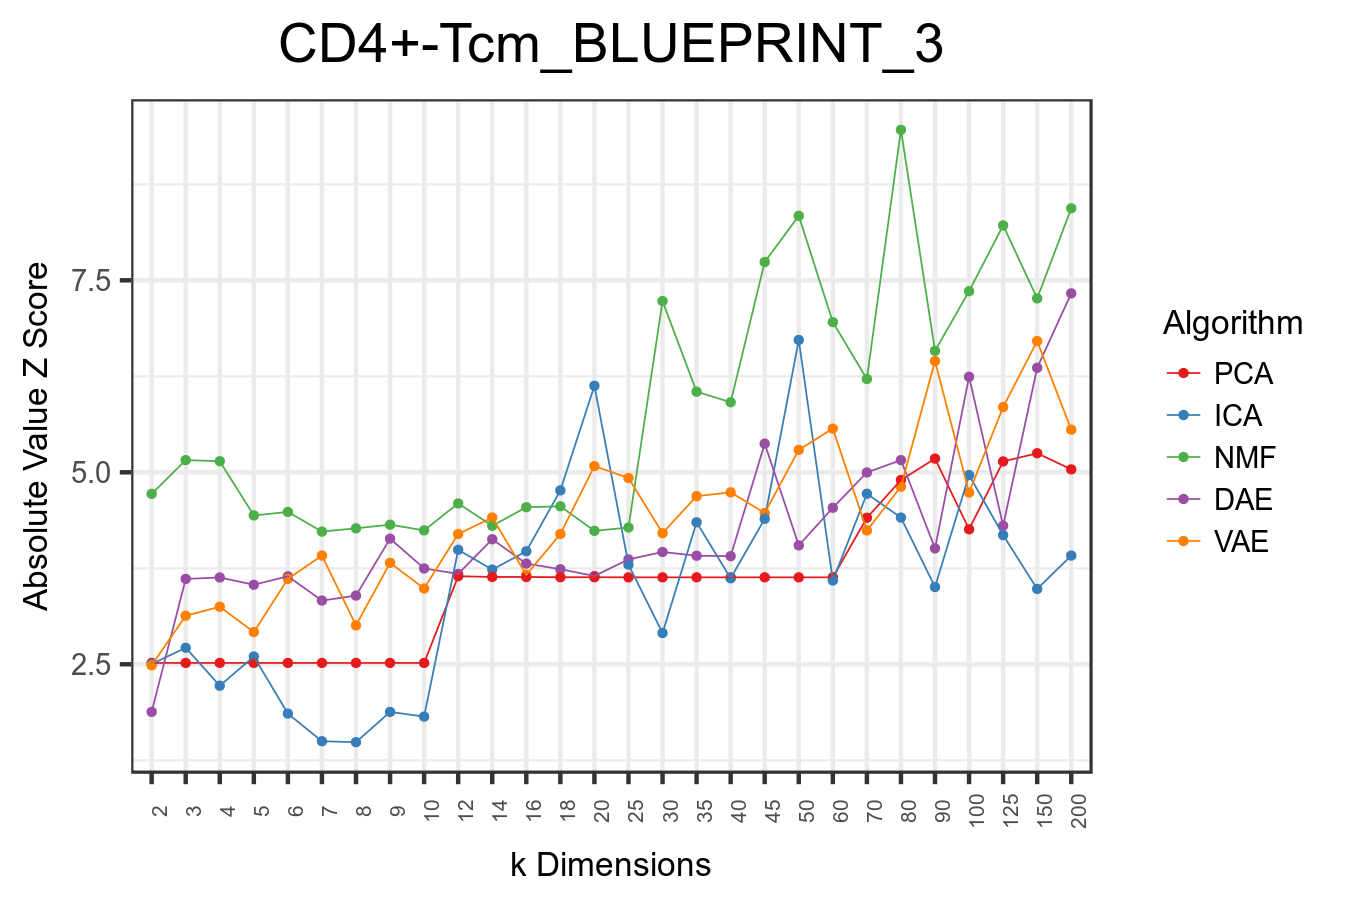 CD4+-Tcm_BLUEPRINT_3
Absolute Value Z Score
7.5
5.0
2.5
2 3 4 5 6 7 8 9 10 12 14 16 18 20 25 30 35 40 45 50 60 70 80 90 100 125 150 200
k Dimensions
Algorithm
PCA
ICA
NMF
DAE
VAE